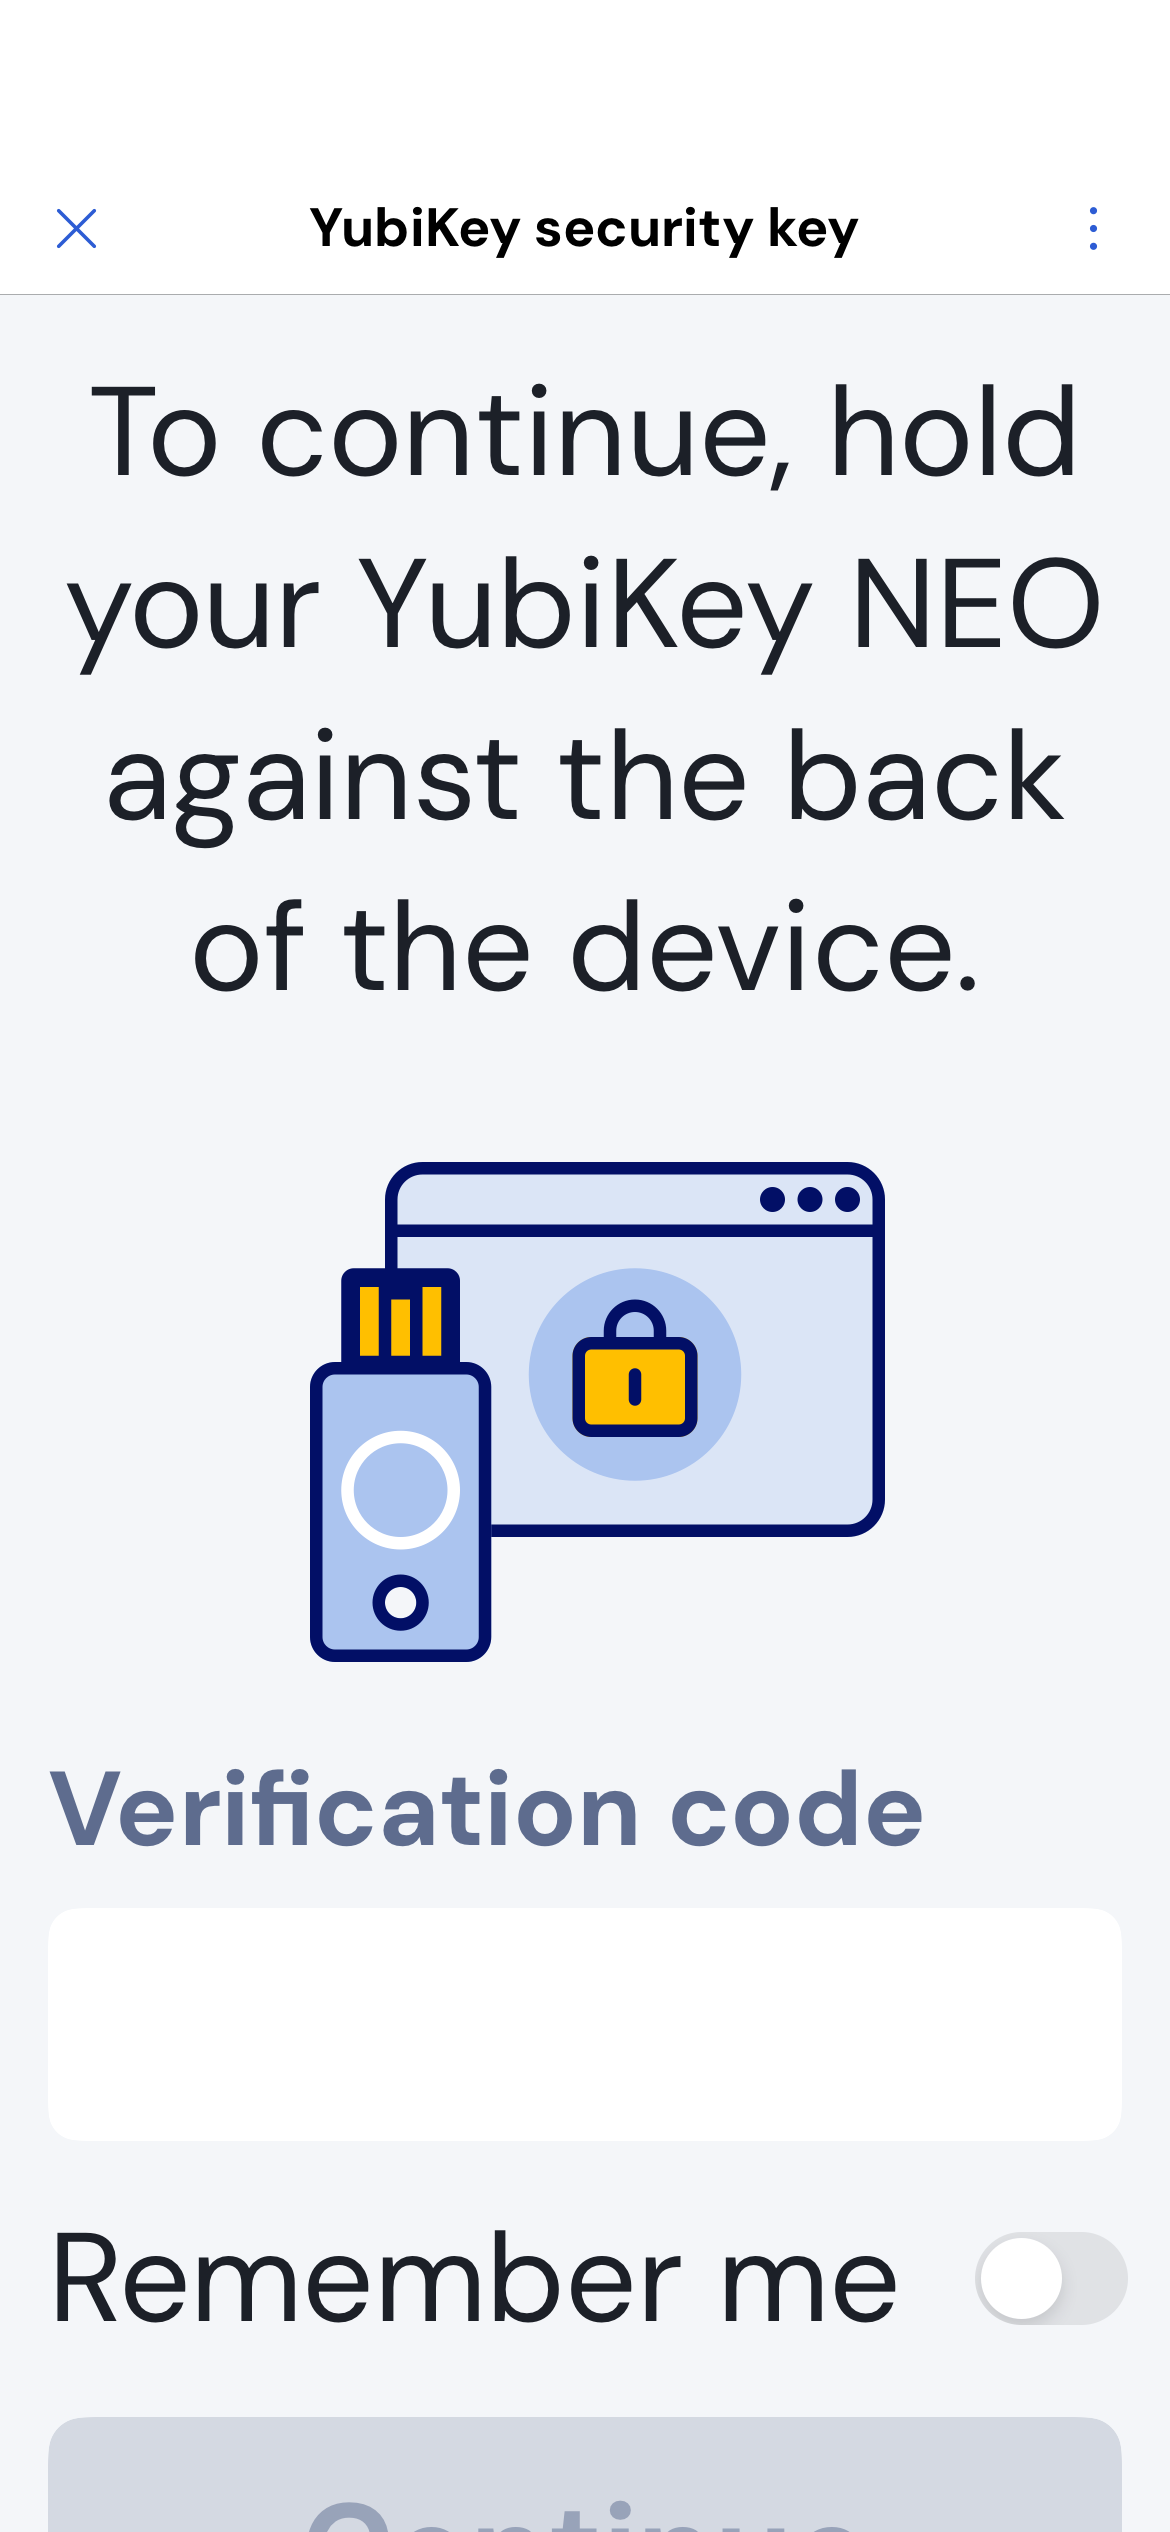 YubiKey security key
To continue, hold
your YubiKey NEO
against the back
of the device.
Verification code
Remember me
Continue